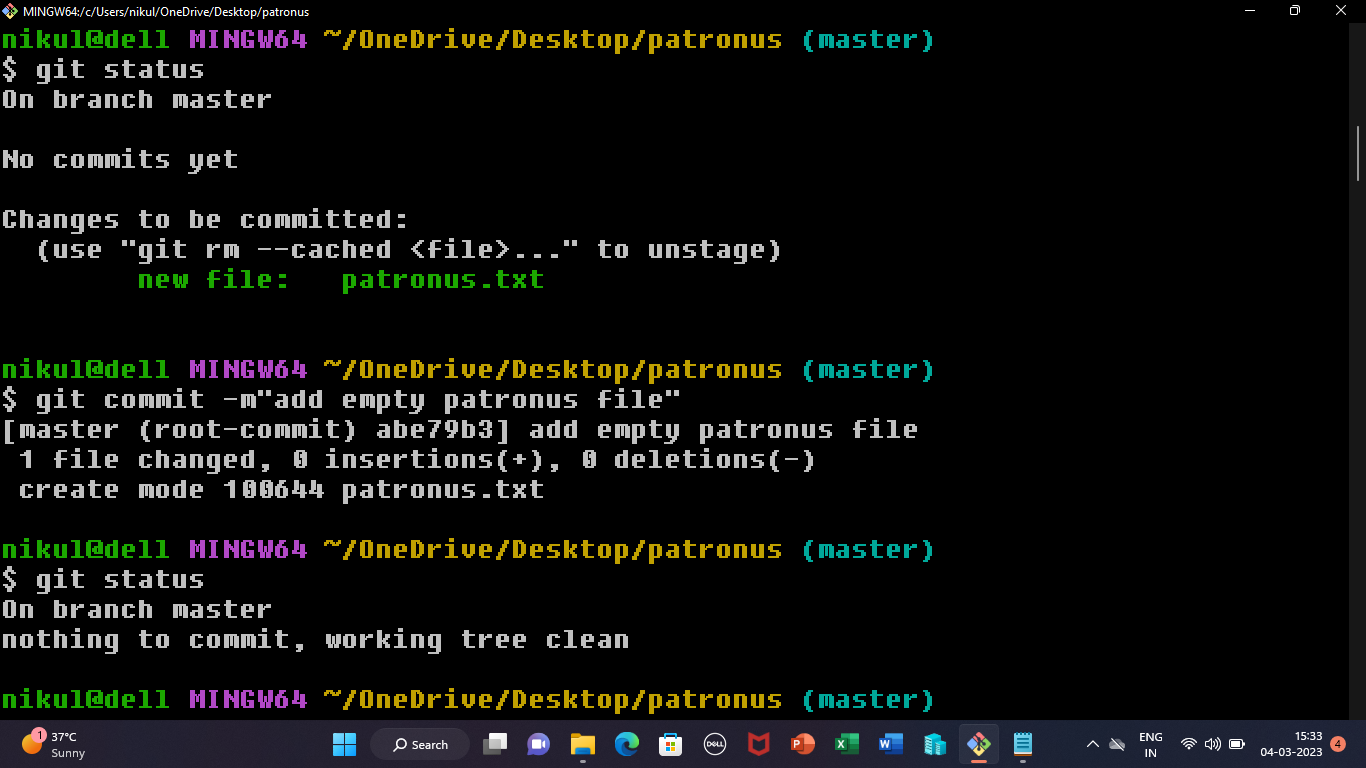 MINGW64:/c/Users/nikul/OneDrive/Desktop/patronus
nikul@dell MINGW64 ~/OneDrive/Desktop/patronus (master)
$ git status
On branch master
No commits yet
Changes to be committed:
  (use "git rm --cached <file>..." to unstage)
        new file:   patronus.txt
nikul@dell MINGW64 ~/OneDrive/Desktop/patronus (master)
$ git commit -m"add empty patronus file"
[master (root-commit) abe79b3] add empty patronus file
 1 file changed, 0 insertions(+), 0 deletions(-)
 create mode 100644 patronus.txt
nikul@dell MINGW64 ~/OneDrive/Desktop/patronus (master)
$ git status
On branch master
nothing to commit, working tree clean
nikul@dell MINGW64 ~/OneDrive/Desktop/patronus (master)
1
37°C
Sunny
Search
DELL
P
X
W
ENG
IN
15:33
04-03-2023
4